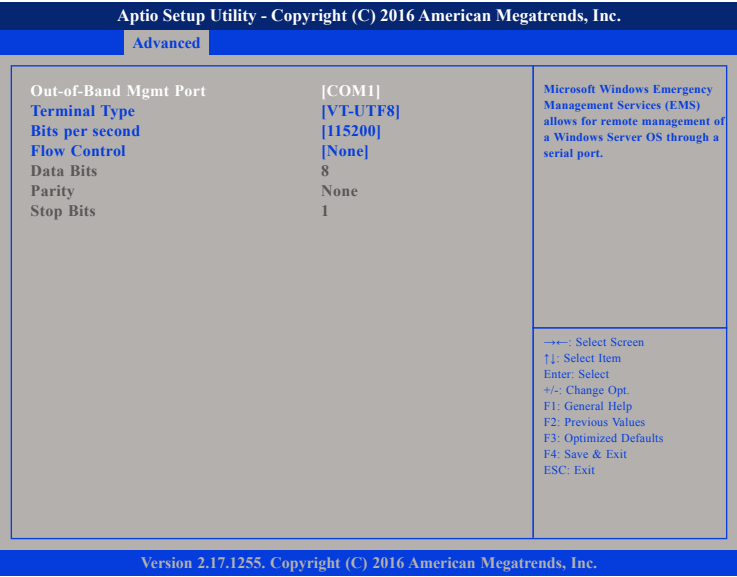 Aptio Setup Utility - Copyright (C) 2016 American Megatrends, Inc.
Advanced
Out-of-Band Mgmt Port [COM1]
Terminal Type [VT-UTF8]
Bits per second [115200]
Flow Control [None]
Data Bits 8
Parity None
Stop Bits 1
Microsoft Windows Emergency
Management Services (EMS)
allows for remote management of
a Windows Server OS through a
serial port.
→←: Select Screen
↑↓: Select Item
Enter: Select
+/-: Change Opt.
F1: General Help
F2: Previous Values
F3: Optimized Defaults
F4: Save & Exit
ESC: Exit
Version 2.17.1255. Copyright (C) 2016 American Megatrends, Inc.